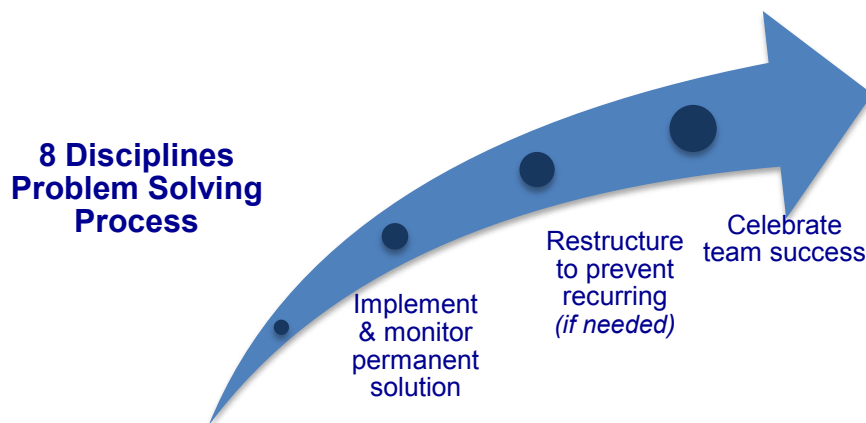 8 Disciplines
Problem Solving
Process
Implement
& monitor
permanent
solution
Restructure
to prevent
recurring
(if needed)
Celebrate
team success